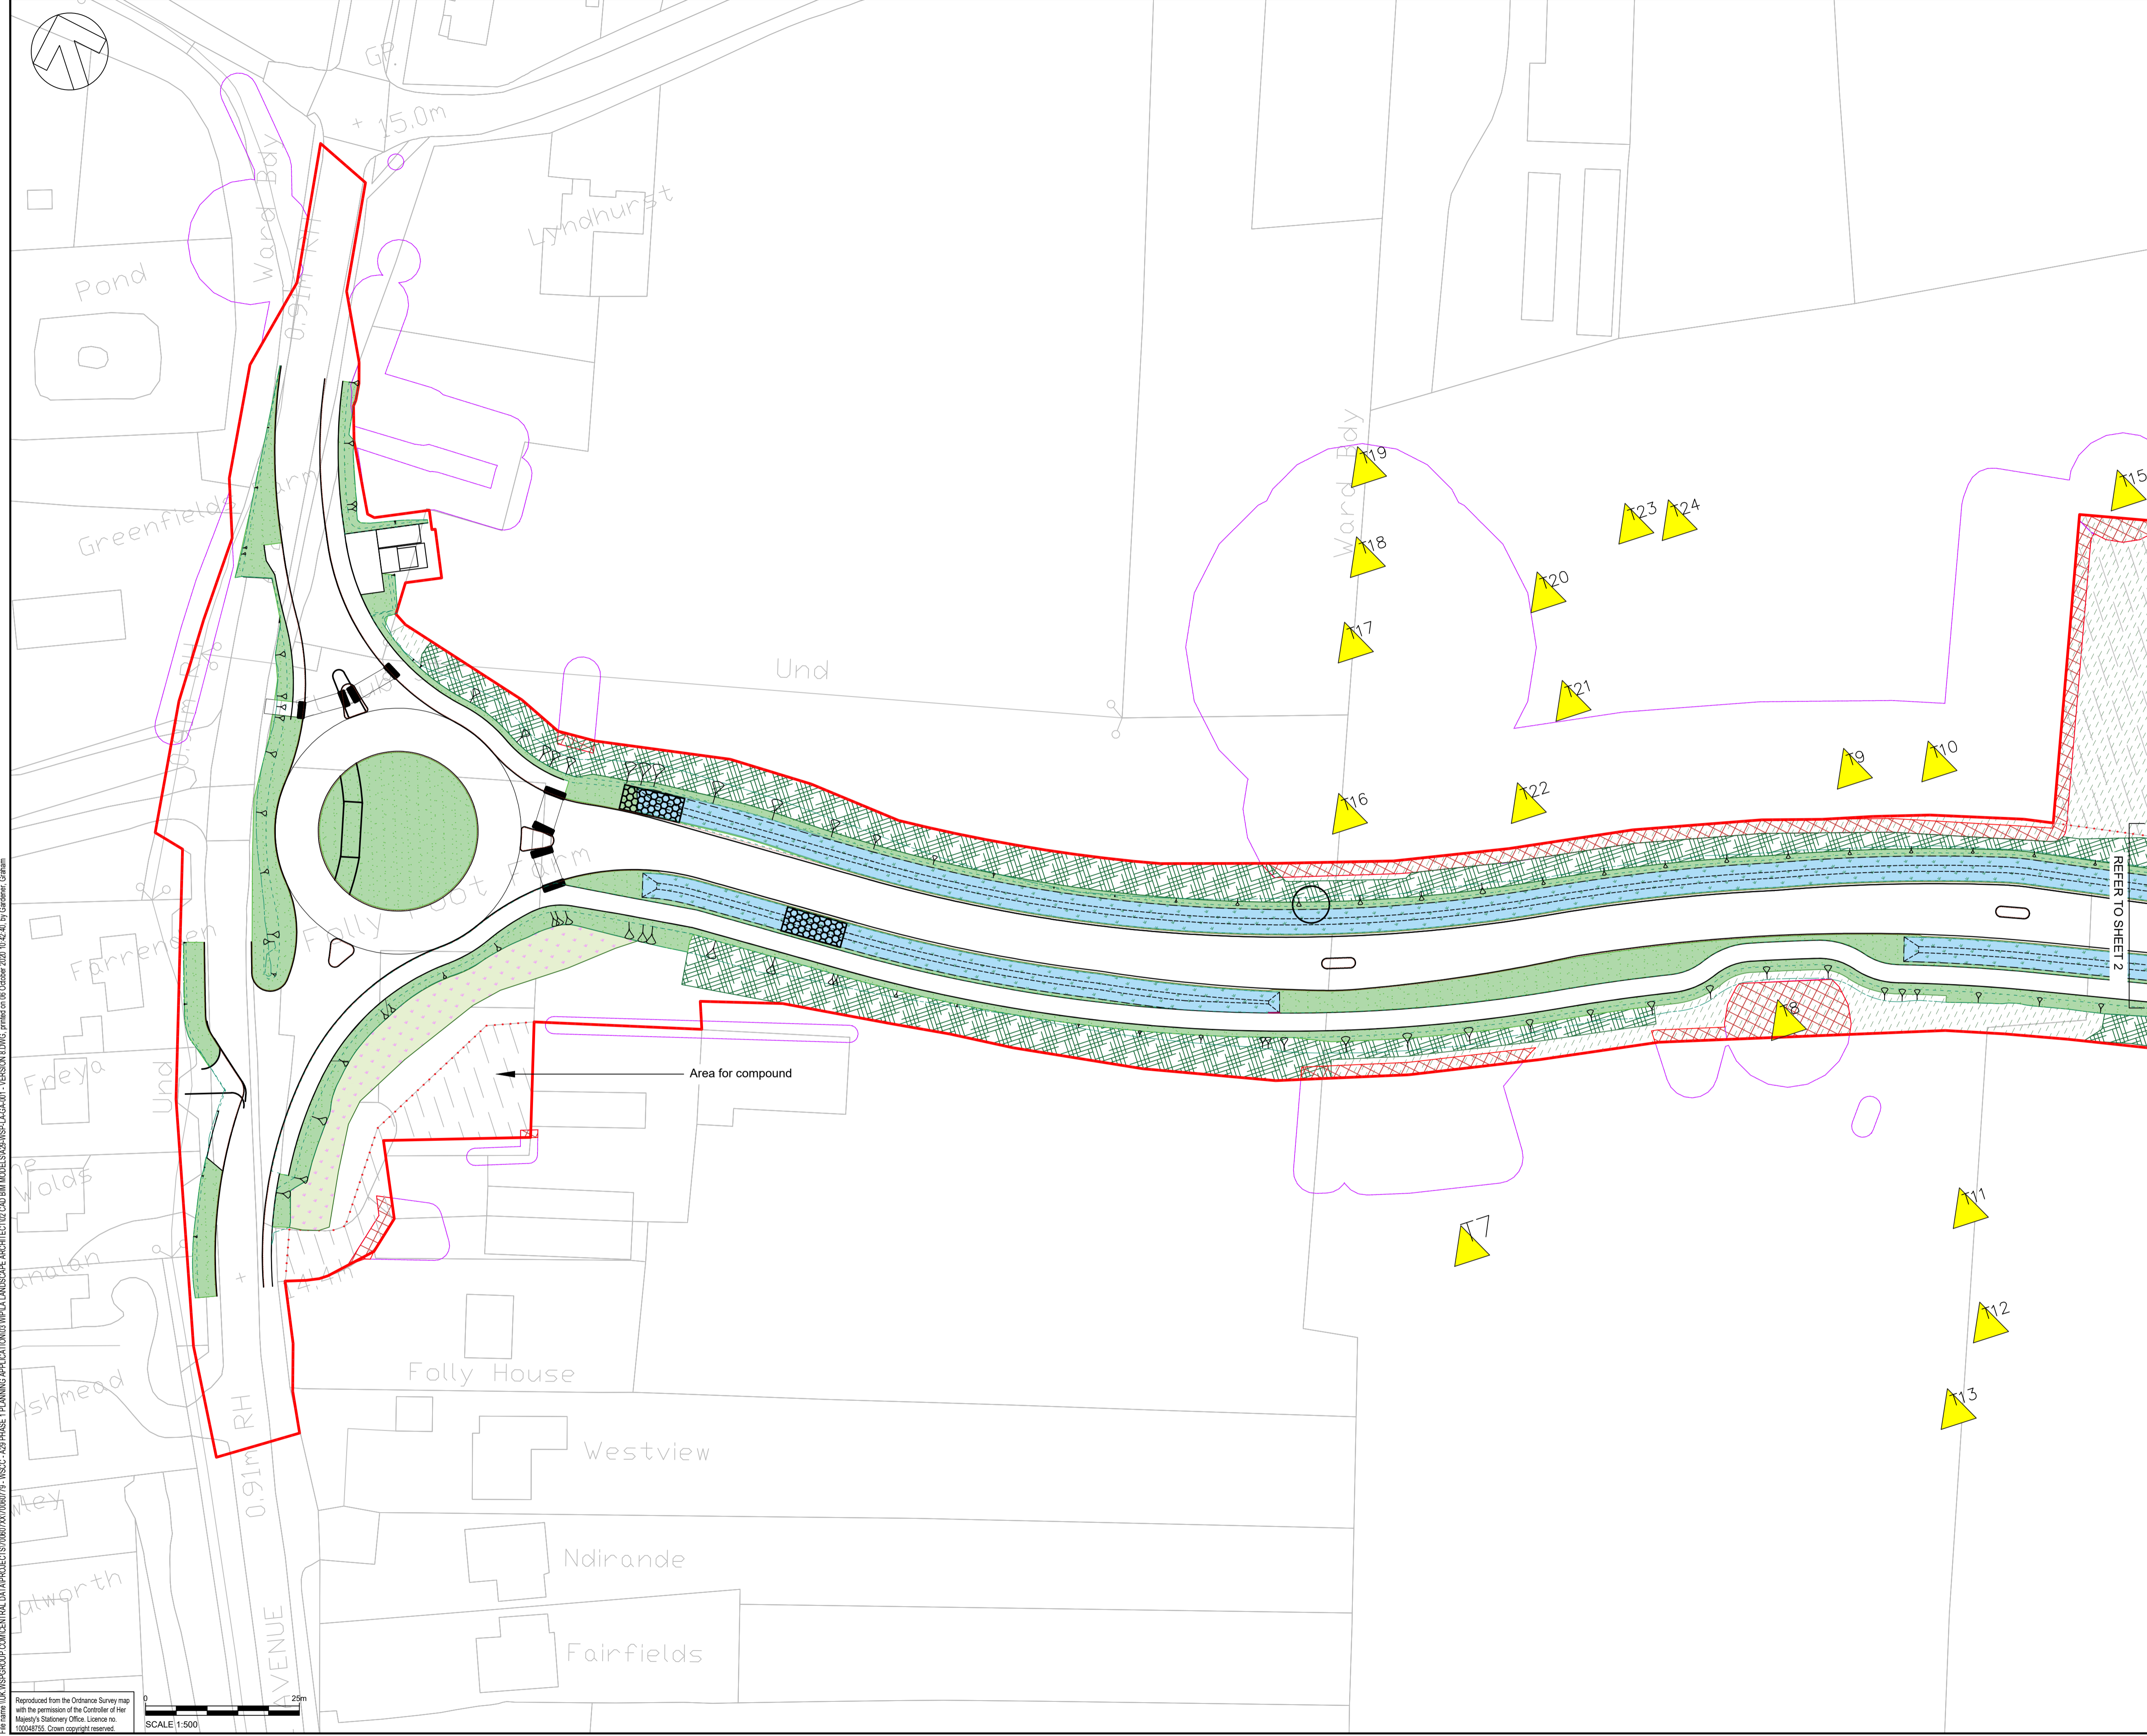 GP.
+ 15.0m
Ward Bdy
0.91m RH
Lyndhurst
Pond
Greenfields Farm
Ward Bdy
T19
T18
T17
T16
T23
T24
T20
T21
T22
T9
T10
T15
Und
Folly Foot Farm
REFER TO SHEET 2
Farrensen
Freya
Und
Wolds
T8
Area for compound
T7
T11
T12
T13
Folly House
Ashmead
Westview
0.91m RH
Ndirande
Fairfields
AVENUE
Reproduced from the Ordnance Survey map
with the permission of the Controller of Her
Majesty's Stationery Office. Licence no.
100048755. Crown copyright reserved.
0 25m
SCALE 1:500